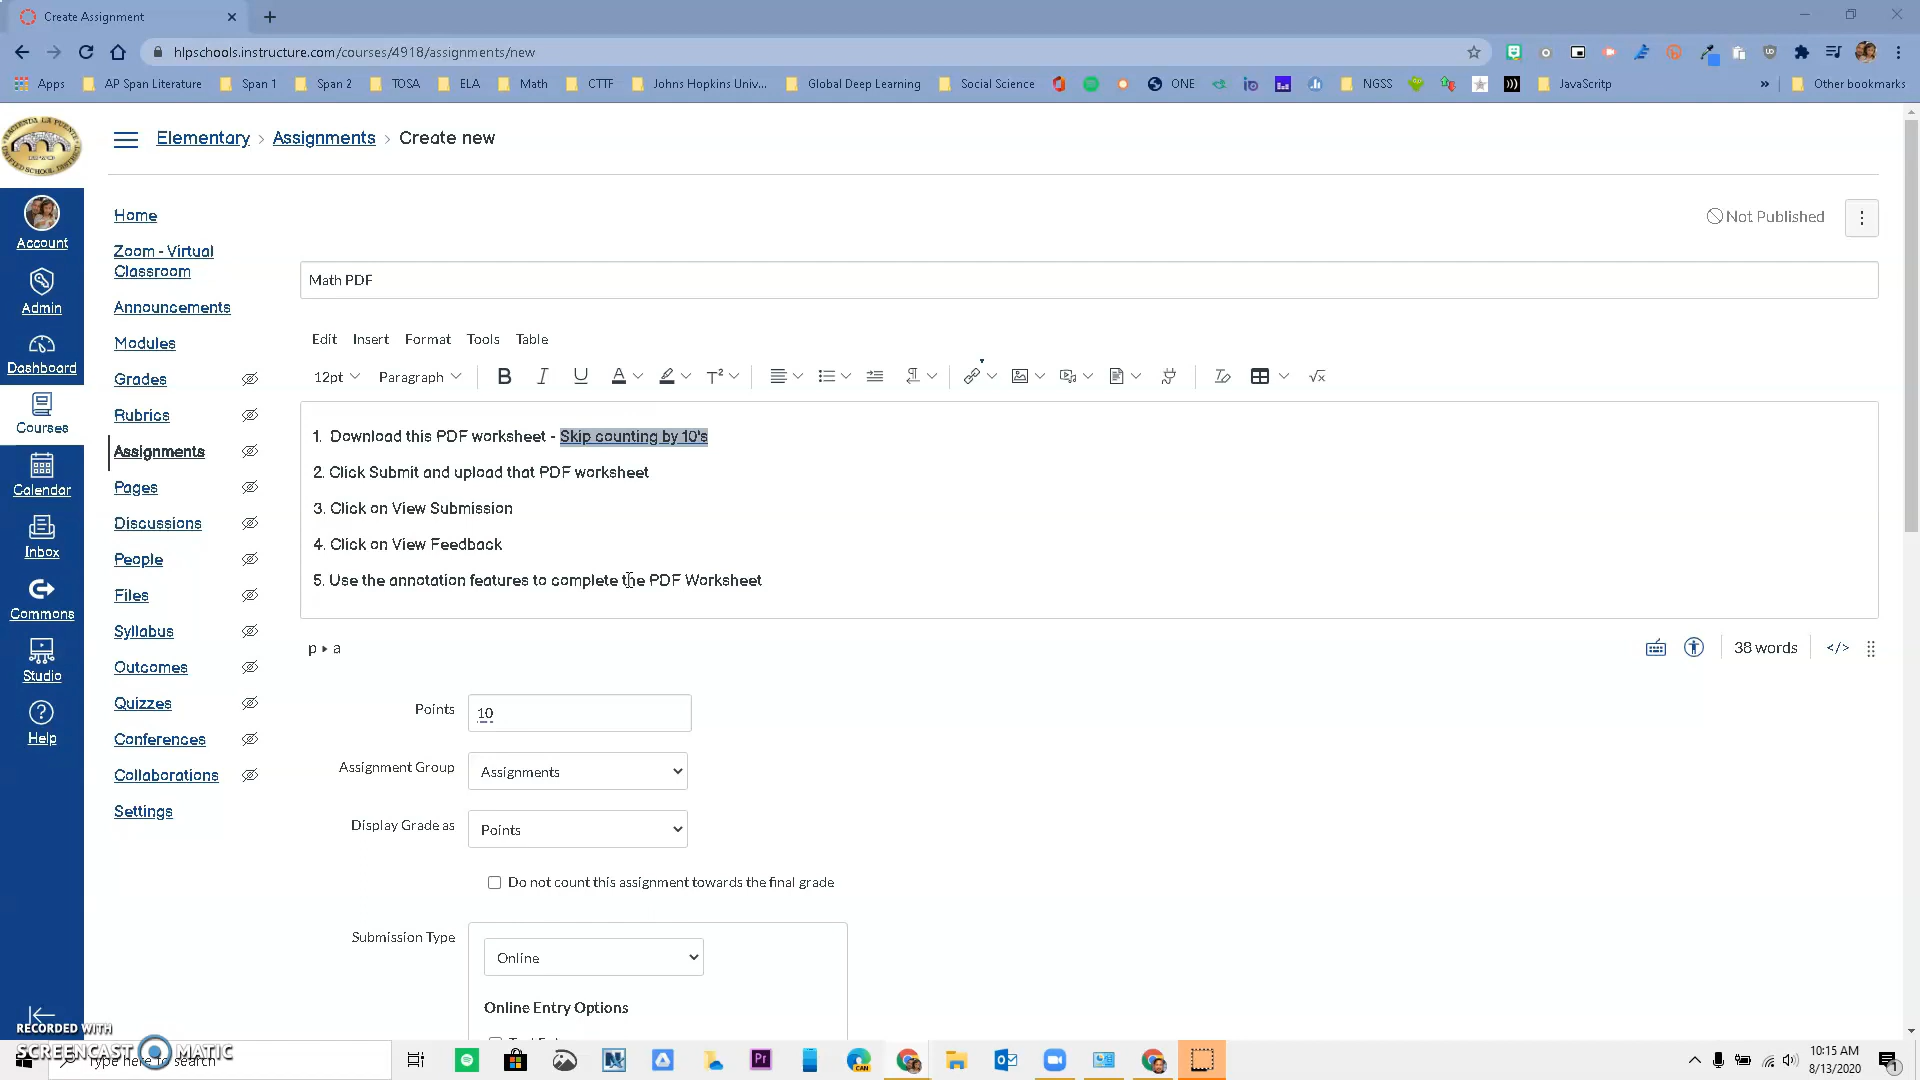 Create Assignment
hlpschools.instructure.com/courses/4918/assignments/new
Apps AP Span Literature Span 1 Span 2 TOSA ELA Math CTTF Johns Hopkins Univ... Global Deep Learning Social Science ONE NGSS JavaScritp » Other bookmarks
Elementary > Assignments > Create new
Account
Admin
Dashboard
Courses
Calendar
Inbox
Commons
Studio
Help
Home
Zoom - Virtual
Classroom
Announcements
Modules
Grades
Rubrics
Assignments
Pages
Discussions
People
Files
Syllabus
Outcomes
Quizzes
Conferences
Collaborations
Settings
Not Published
Math PDF
Edit Insert Format Tools Table
12pt Paragraph
1. Download this PDF worksheet - Skip counting by 10's
2. Click Submit and upload that PDF worksheet
3. Click on View Submission
4. Click on View Feedback
5. Use the annotation features to complete the PDF Worksheet
p ▸ a
38 words </>
Points 10
Assignment Group Assignments
Display Grade as Points
Do not count this assignment towards the final grade
Submission Type
Online
Online Entry Options
RECORDED WITH
SCREENCAST MATIC
Type here to search
10:15 AM
8/13/2020